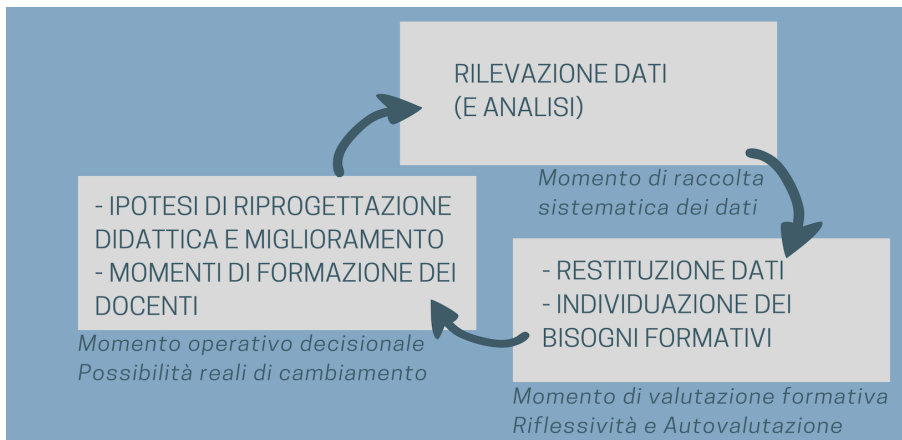 RILEVAZIONE DATI
(E ANALISI)
Momento di raccolta
sistematica dei dati
- RESTITUZIONE DATI
- INDIVIDUAZIONE DEI
BISOGNI FORMATIVI
Momento di valutazione formativa
Riflessività e Autovalutazione
- IPOTESI DI RIPROGETTAZIONE
DIDATTICA E MIGLIORAMENTO
- MOMENTI DI FORMAZIONE DEI
DOCENTI
Momento operativo decisionale
Possibilità reali di cambiamento